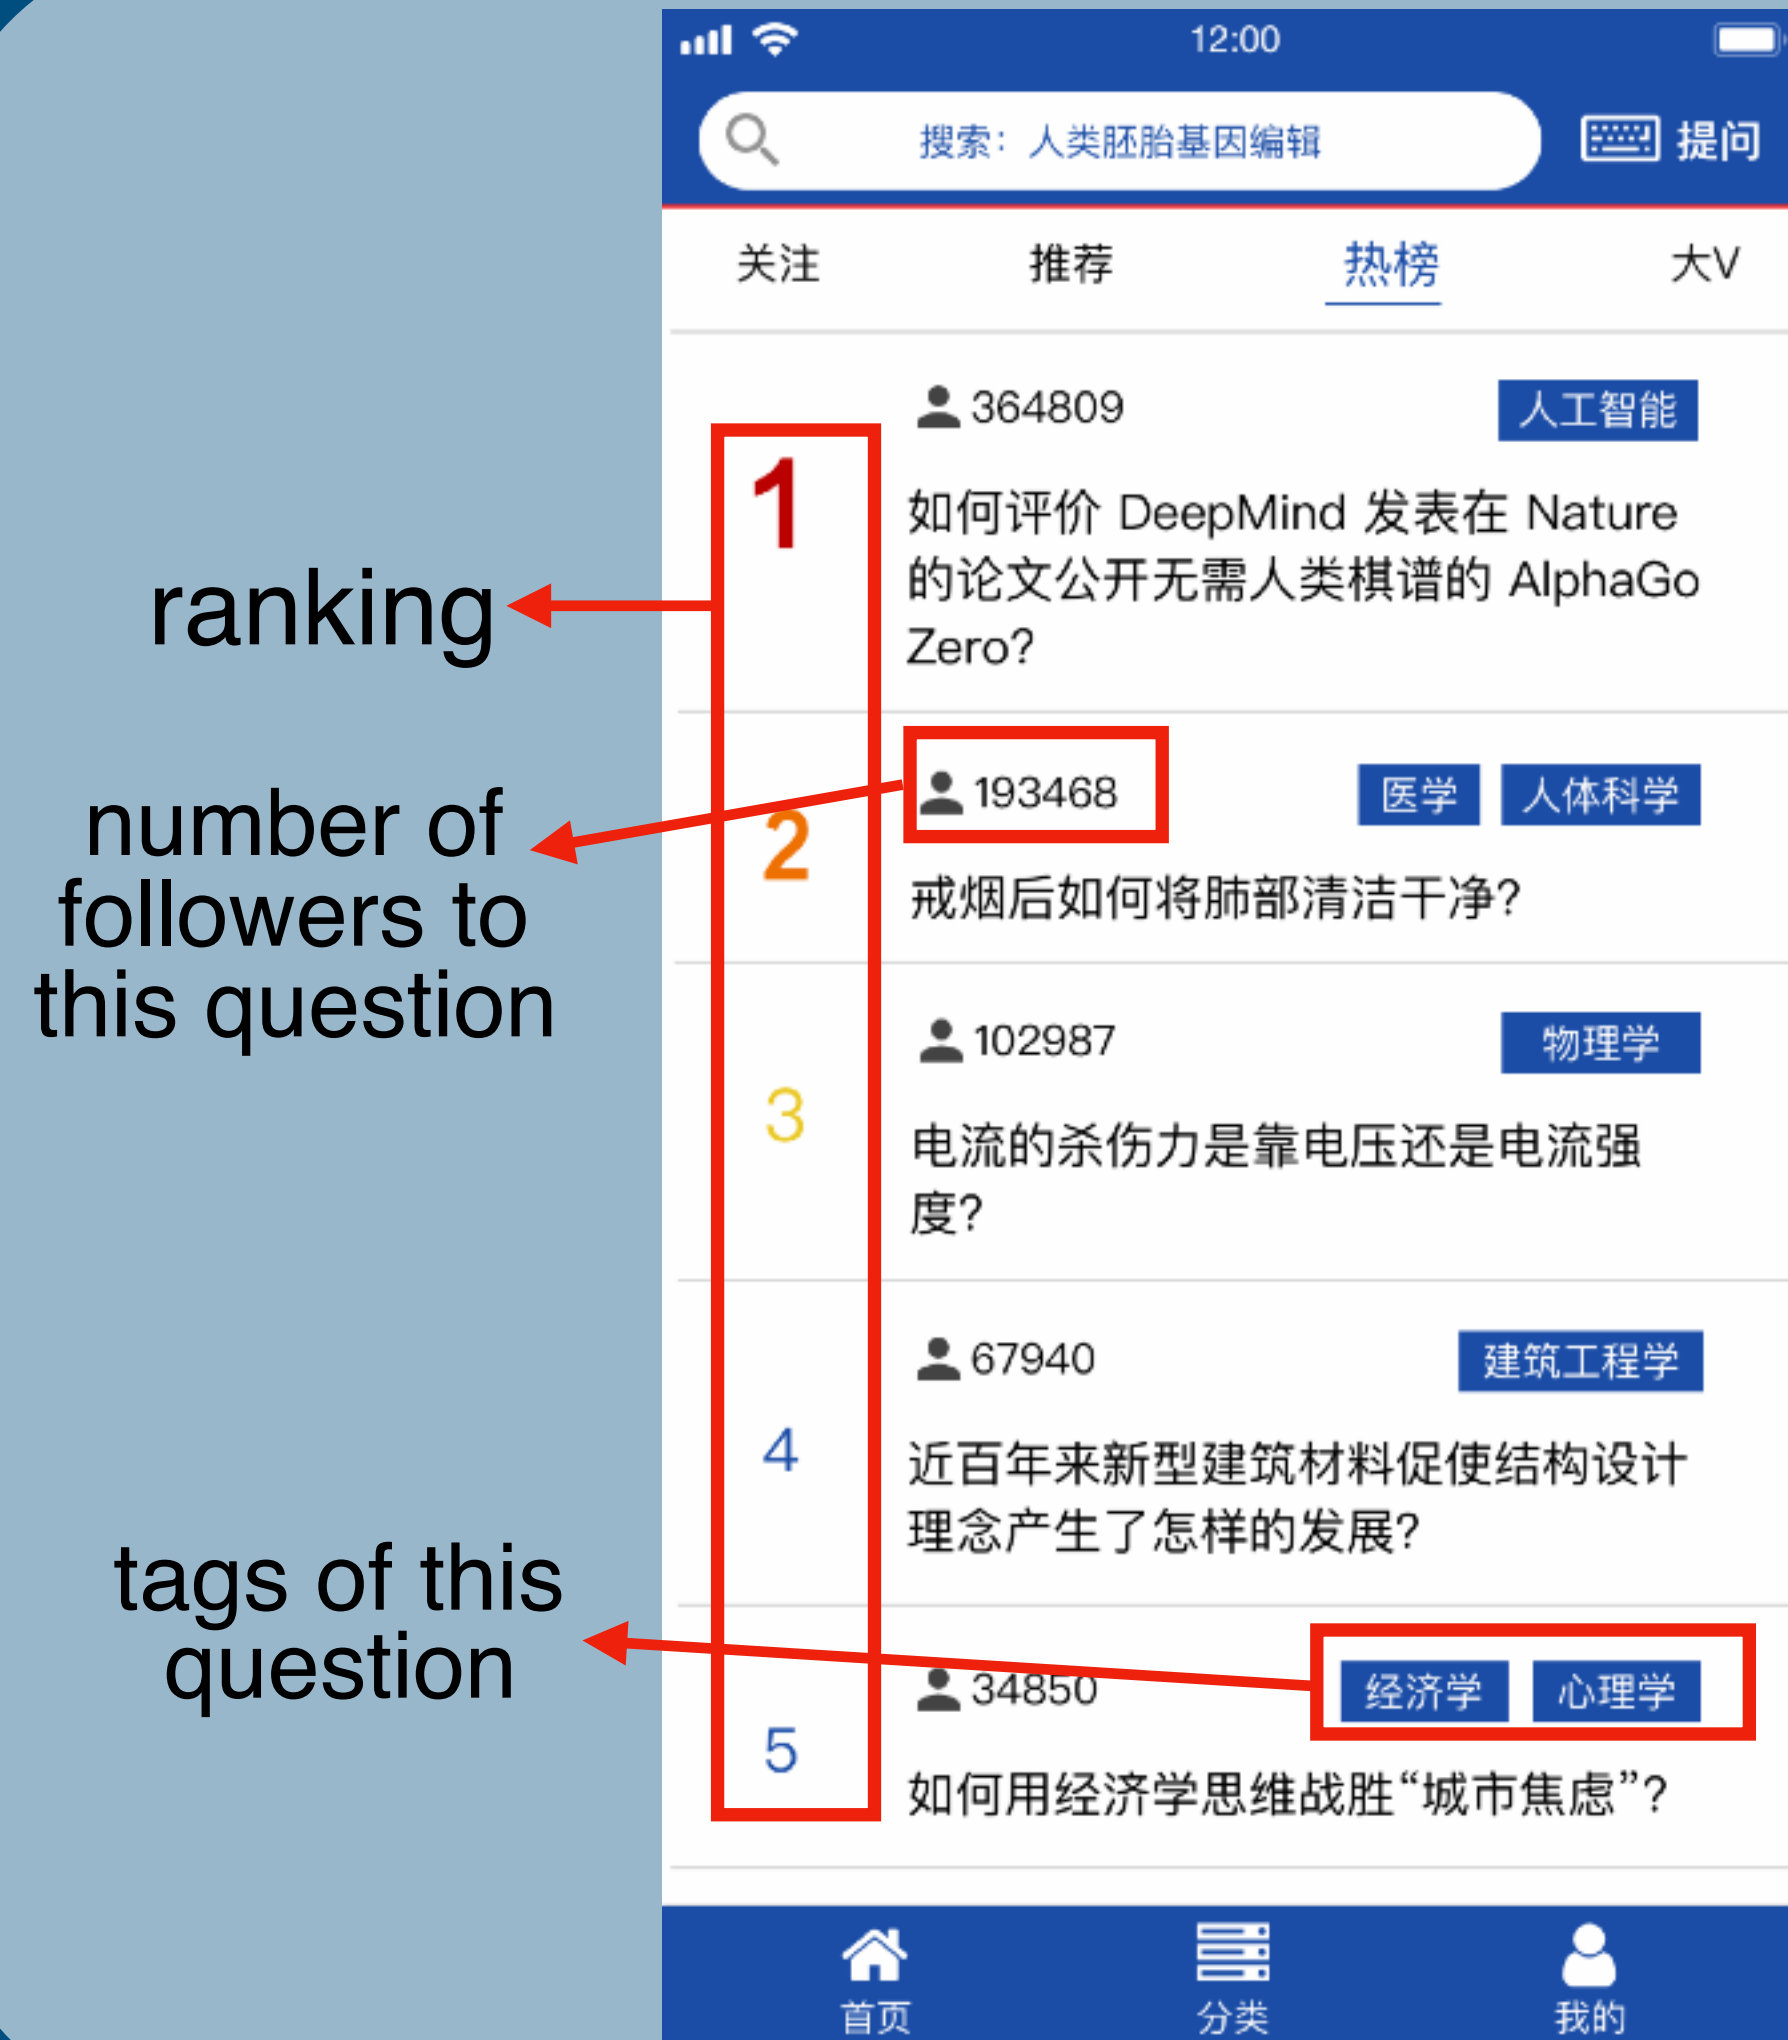 12:00
搜索：人类胚胎基因编辑
提问
关注 推荐 热榜 大V
364809 人工智能
1
如何评价 DeepMind 发表在 Nature
的论文公开无需人类棋谱的 AlphaGo
Zero?
ranking
193468 医学 人体科学
2
戒烟后如何将肺部清洁干净?
number of
followers to
this question
102987 物理学
3
电流的杀伤力是靠电压还是电流强
度?
67940 建筑工程学
4
近百年来新型建筑材料促使结构设计
理念产生了怎样的发展?
tags of this
question
34850 经济学 心理学
5
如何用经济学思维战胜“城市焦虑”?
首页 分类 我的